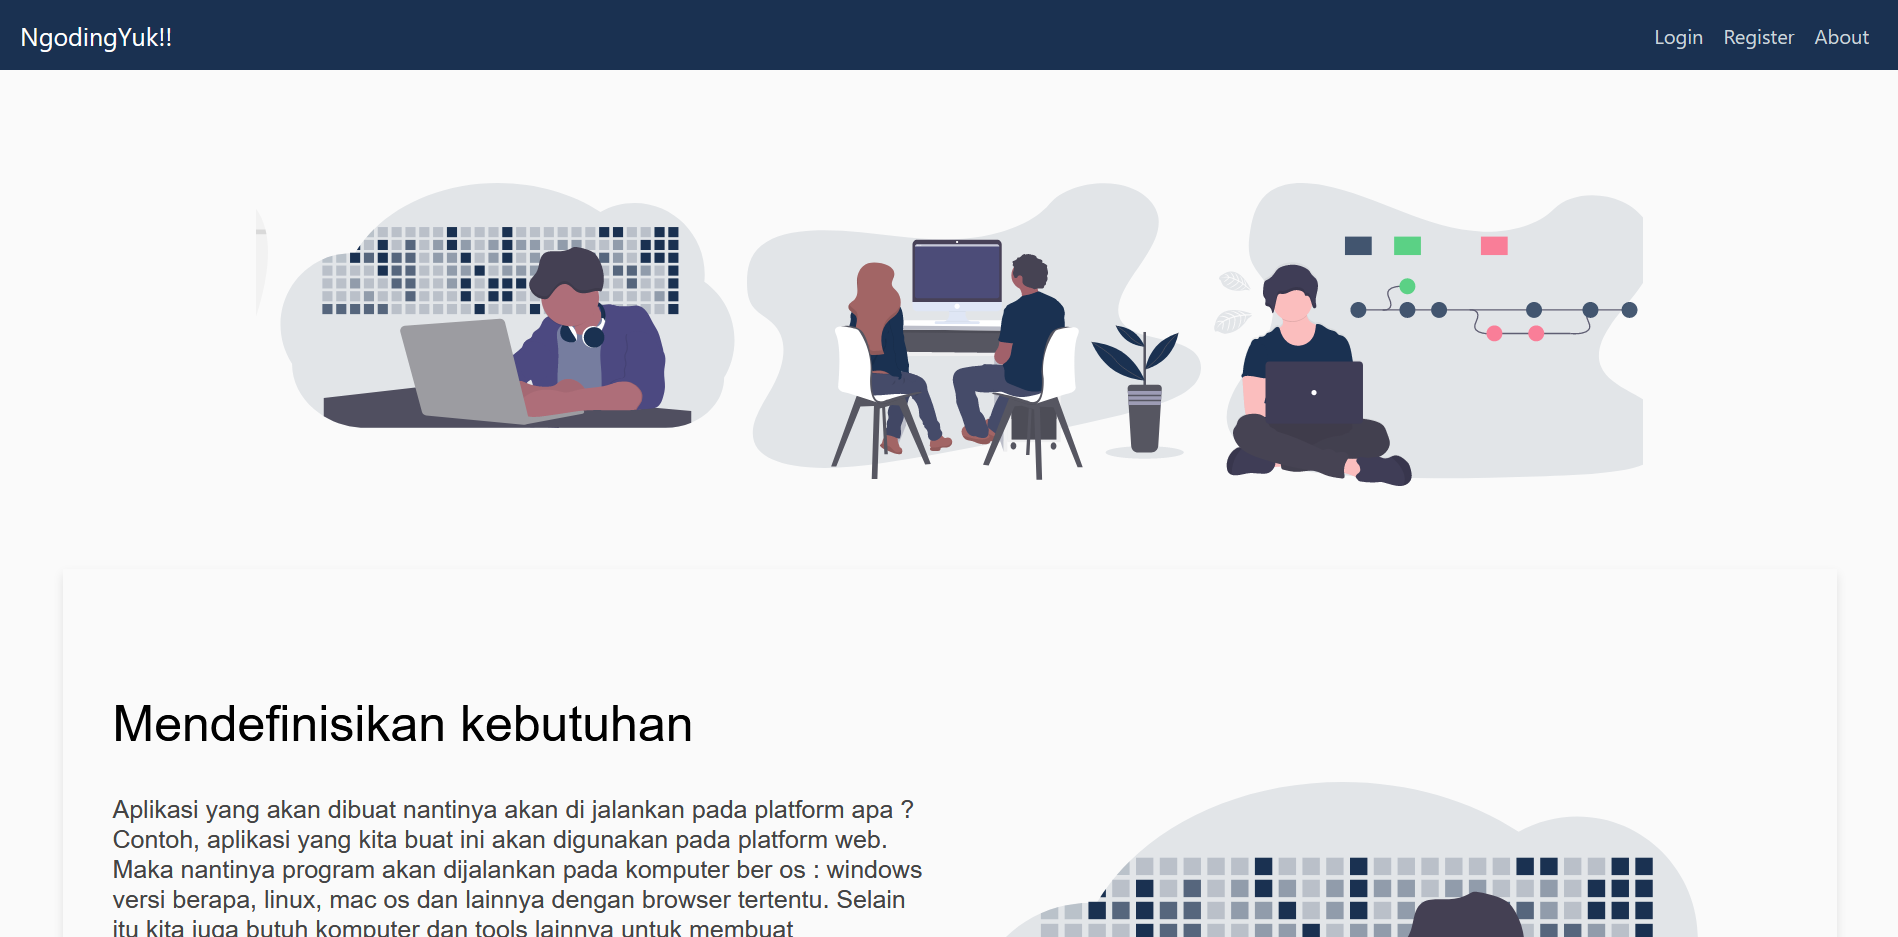 NgodingYuk!!
Login Register About
Mendefinisikan kebutuhan
Aplikasi yang akan dibuat nantinya akan di jalankan pada platform apa ?
Contoh, aplikasi yang kita buat ini akan digunakan pada platform web.
Maka nantinya program akan dijalankan pada komputer ber os : windows
versi berapa, linux, mac os dan lainnya dengan browser tertentu. Selain
itu kita juga butuh komputer dan tools lainnya untuk membuat